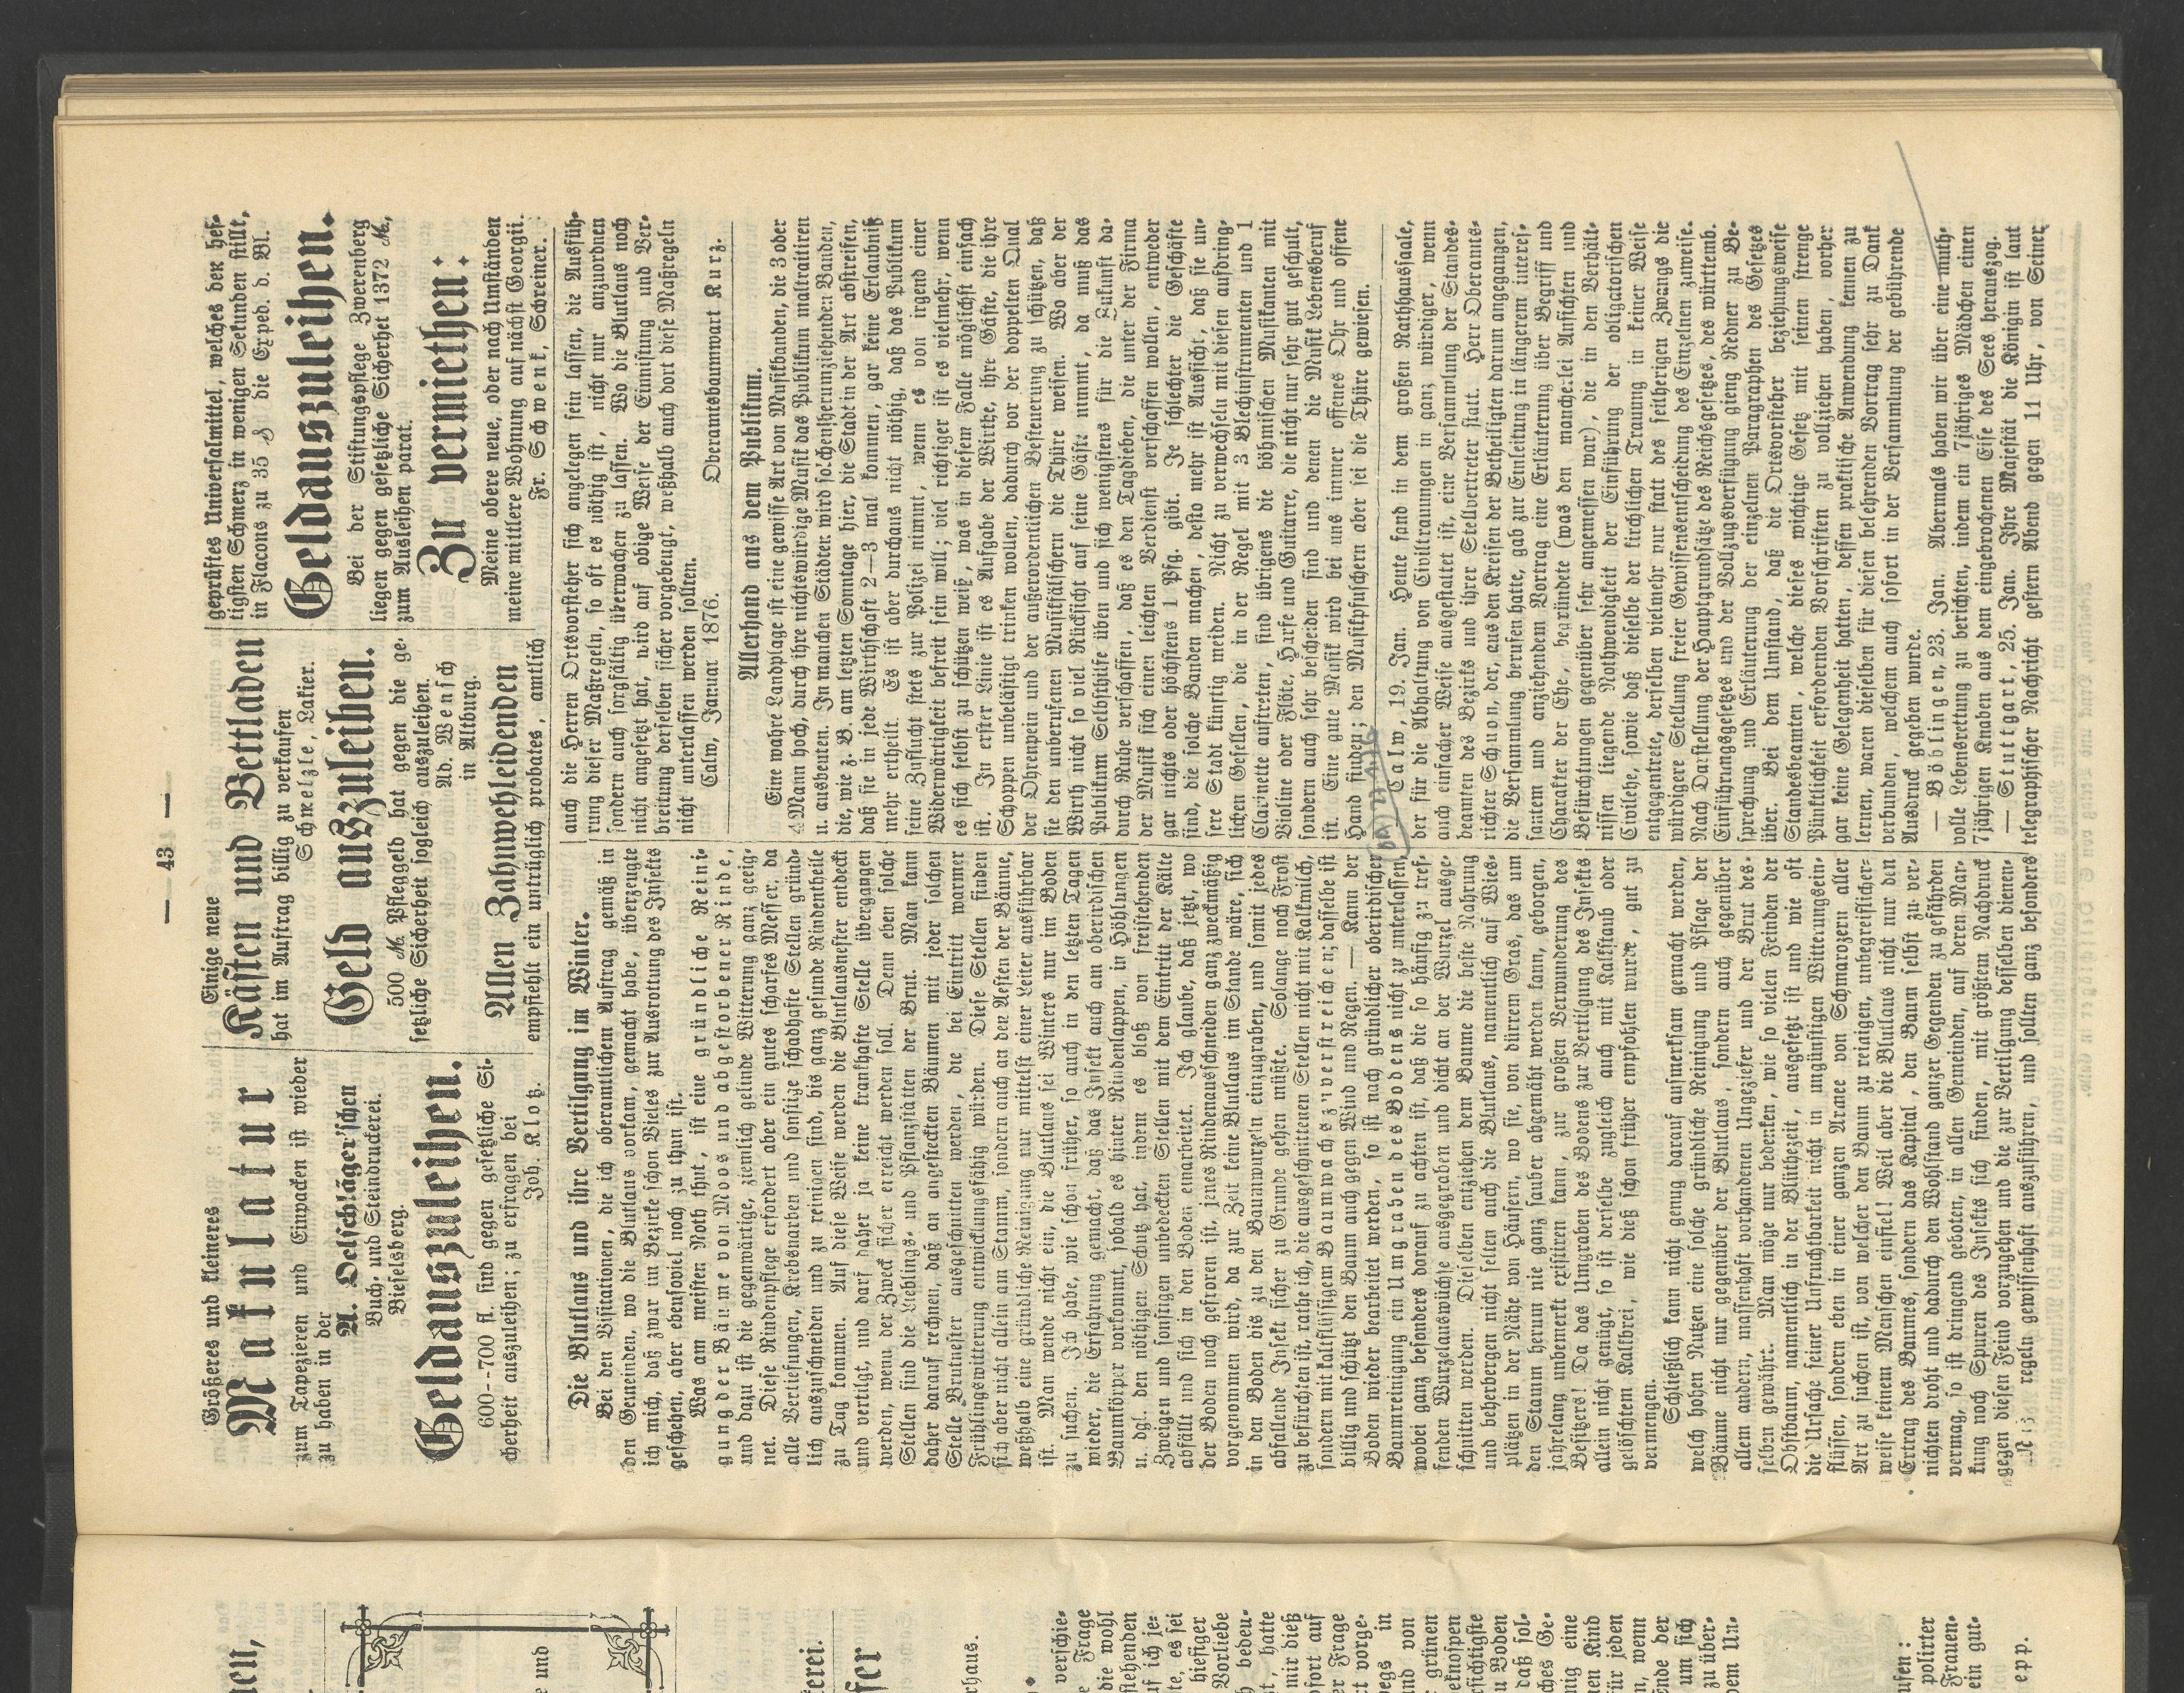 — 43 —
Größeres und kleineres
Makulatur
zum Tapezieren und Einpacken ist wieder
zu haben in der
A. Oelschläger'schen
Buch- und Steindruckerei.
Bieselsberg.
Geldauszuleihen.
600--700 fl. sind gegen gesetzliche Si-
cherheit auszuleihen; zu erfragen bei
Joh. Klotz.
Einige neue
Kästen und Bettladen
hat im Auftrag billig zu verkaufen
Schmelzle, Lakier.
Geld auszuleihen.
500 M. Pfleggeld hat gegen die ge-
setzliche Sicherheit sogleich auszuleihen.
Ad. Wensch
in Altburg.
Allen Zahnwehleidenden
empfiehlt ein untrüglich probates, amtlich
geprüftes Universalmittel, welches den hef-
tigsten Schmerz in wenigen Sekunden stillt,
in Flacons zu 35 ₰ die Exped. d. Bl.
Geldauszuleihen.
Bei der Stiftungspflege Zwerenberg
liegen gegen gesetzliche Sicherhet 1372 M.,
zum Ausleihen parat.
Zu vermiethen:
Meine obere neue, oder nach Umständen
meine mittlere Wohnung auf nächst Georgii.
Fr. Schwenk, Schreiner.
Die Blutlaus und ihre Vertilgung im Winter.
Bei den Visitationen, die ich oberamtlichen Auftrag gemäß in
den Gemeinden, wo die Blutlaus vorkam, gemacht habe, überzeugte
ich mich, daß zwar im Bezirke schon Vieles zur Ausrottung des Insekts
geschehen, aber ebensoviel noch zu thun ist.
Was am meisten Noth thut, ist eine gründliche Reini-
gung der Bäume von Moos und abgestorbener Rinde,
und dazu ist die gegenwärtige, ziemlich gelinde Witterung ganz geeig-
net. Diese Rindenpflege erfordert aber ein gutes scharfes Messer, da
alle Vertiefungen, Krebsnarben und sonstige schadhafte Stellen gründ-
lich auszuschneiden und zu reinigen sind, bis ganz gesunde Rindentheile
zu Tag kommen. Auf diese Weise werden die Blutlausnester entdeckt
und vertilgt, und darf daher ja keine krankhafte Stelle übergangen
werden, wenn der Zweck sicher erreicht werden soll. Denn eben solche
Stellen sind die Lieblings- und Pflanzstätten der Brut. Man kann
daher darauf rechnen, daß an angesteckten Bäumen mit jeder solchen
Stelle Brutnester ausgeschnitten werden, die bei Eintritt warmer
Frühlingswitterung entwicklungsfähig würden. Diese Stellen finden
sich aber nicht allein am Stamm, sondern auch an den Aesten der Bäume,
weßhalb eine gründliche Reinigung nur mittelst einer Leiter ausführbar
ist. Man wende nicht ein, die Blutlaus sei Winters nur im Boden
zu suchen. Ich habe, wie schon früher, so auch in den letzten Tagen
wieder, die Erfahrung gemacht, daß das Insekt auch am oberirdischen
Baumkörper vorkommt, sobald es hinter Rindenlappen, in Höhlungen
u. dgl. den nöthigen Schutz hat, indem es bloß von freistehenden
Zweigen und sonstigen unbedeckten Stellen mit dem Eintritt der Kälte
abfällt und sich in den Boden einarbeitet. Ich glaube, daß jetzt, wo
der Boden noch gefroren ist, jenes Rindenausschneiden ganz zweckmäßig
vorgenommen wird, da zur Zeit keine Blutlaus im Stande wäre, sich
in den Boden bis zu den Baumwurzeln einzugraben, und somit jedes
abfallende Insekt sicher zu Grunde gehen müßte. Solange noch Frost
zu befürchten ist, rathe ich, die ausgeschnittenen Stellen nicht mit Kalkmilch,
sondern mit kaltflüssigem Baumwachs zu verstreichen; dasselbe ist
billig und schützt den Baum auch gegen Wind und Regen. — Kann der
Boden wieder bearbeitet werden, so ist nach gründlicher oberirdischer
Baumreinigung ein Umgraben des Bodens nicht zu unterlassen,
wobei ganz besonders darauf zu achten ist, daß die so häufig zu tref-
fenden Wurzelauswüchse ausgegraben und dicht an der Wurzel ausge-
schnitten werden. Dieselben entziehen dem Baume die beste Nahrung
und beherbergen nicht selten auch die Blutlaus, namentlich auf Wies-
plätzen in der Nähe von Häusern, wo sie, von dürrem Gras, das um
den Stamm herum nie ganz sauber abgemäht werden kann, geborgen,
jahrelang unbemerkt existiren kann, zur großen Verwunderung des
Besitzers! Da das Umgraben des Bodens zur Vertilgung des Insekts
allein nicht genügt, so ist derselbe zugleich auch mit Kalkstaub oder
gelöschtem Kalkbrei, wie dieß schon früher empfohlen wurde, gut zu
vermengen.
Schließlich kann nicht genug darauf aufmerksam gemacht werden,
welch hohen Nutzen eine solche gründliche Reinigung und Pflege der
Bäume nicht nur gegenüber der Blutlaus, sondern auch gegenüber
allem andern, massenhaft vorhandenen Ungeziefer und der Brut des-
selben gewährt. Man möge nur bedenken, wie so vielen Feinden der
Obstbaum, namentlich in der Blüthezeit, ausgesetzt ist und wie oft
die Ursache seiner Unfruchtbarkeit nicht in ungünstigen Witterungsein-
flüssen, sondern eben in einer ganzen Armee von Schmarozern aller
Art zu suchen ist, von welcher den Baum zu reinigen, unbegreiflicher-
weise keinem Menschen einfiel! Weil aber die Blutlaus nicht nur den
Ertrag des Baumes, sondern das Kapital, den Baum selbst zu ver-
nichten droht und dadurch den Wohlstand ganzer Gegenden zu gefährden
vermag, so ist dringend geboten, in allen Gemeinden, auf deren Mar-
kung noch Spuren des Insekts sich finden, mit größtem Nachdruck
gegen diesen Feind vorzugehen und die zur Vertilgung desselben dienen-
regeln gewissenhaft auszuführen, und sollten ganz besonders
auch die Herren Ortsvorsteher sich angelegen sein lassen, die Ausfüh-
rung dieser Maßregeln, so oft es nöthig ist, nicht nur anzuordnen
sondern auch sorgfältig überwachen zu lassen. Wo die Blutlaus noch
nicht angesetzt hat, wird auf obige Weise der Einnistung und Ver-
breitung derselben sicher vorgebeugt, weßhalb auch dort diese Maßregeln
nicht unterlassen werden sollten.
Calw, Januar 1876.
Oberamtsbaumwart Kurz.
Allerhand aus dem Publikum.
Eine wahre Landplage ist eine gewisse Art von Musikbanden, die 3 oder
4 Mann hoch, durch ihre nichtswürdige Musik das Publikum maltraitiren
u. ausbeuten. In manchen Städten wird solchen herumziehenden Banden,
die, wie z. B. am letzten Sonntage hier, die Stadt in der Art abstreifen,
daß sie in jede Wirthschaft 2—3 mal kommen, gar keine Erlaubniß
mehr ertheilt. Es ist aber durchaus nicht nöthig, daß das Publikum
seine Zuflucht stets zur Polizei nimmt, wenn es von irgend einer
Widerwärtigkeit befreit sein will; viel richtiger ist es vielmehr, wenn
es sich selbst zu schützen weiß, was in diesem Falle möglichst einfach
ist. In erster Linie ist es Aufgabe der Wirthe, ihre Gäste, die ihre
Schoppen unbelästigt trinken wollen, dadurch vor der doppelten Qual
der Ohrenpein und der außerordentlichen Besteuerung zu schützen, daß
sie den unberufenen Musikfälschern die Thüre weisen. Wo aber der
Wirth nicht so viel Rücksicht auf seine Gäste nimmt, da muß das
Publikum Selbsthilfe üben und sich wenigstens für die Zukunft da-
durch Ruhe verschaffen, daß es den Tagdieben, die unter der Firma
der Musik sich einen leichten Verdienst verschaffen wollen, entweder
gar nichts oder höchstens 1 Pfg. gibt. Je schlechter die Geschäfte
sind, die solche Banden machen, desto mehr ist Aussicht, daß sie un-
sere Stadt künftig meiden. Nicht zu verwechseln mit diesen aufdring-
lichen Gesellen, die in der Regel mit 3 Blechinstrumenten und 1
Clarinette auftreten, sind übrigens die böhmischen Musikanten mit
Violine oder Flöte, Harfe und Guitarre, die nicht nur sehr gut geschult,
sondern auch sehr bescheiden sind und denen die Musik Lebensberuf
ist. Eine gute Musik wird bei uns immer offenes Ohr und offene
Hand finden; den Musikpfuschern aber sei die Thüre gewiesen.
— Calw, 19. Jan. Heute fand in dem großen Rathhaussaale,
der für die Abhaltung von Civiltrauungen in ganz würdiger, wenn
auch einfacher Weise ausgestaltet ist, eine Versammlung der Standes-
beamten des Bezirks und ihrer Stellvertreter statt. Herr Oberamts-
richter Schuon, der, aus den Kreisen der Betheiligten darum angegangen,
die Versammlung berufen hatte, gab zur Einleitung in längerem interes-
santem und anziehendem Vortrag eine Erläuterung über Begriff und
Charakter der Ehe, begründete (was den mancherlei Ansichten und
Befürchtungen gegenüber sehr angemessen war), die in den Verhält-
nissen liegende Nothwendigkeit der Einführung der obligatorischen
Civilehe, sowie daß dieselbe der kirchlichen Trauung in keiner Weise
entgegentrete, derselben vielmehr nur statt des seitherigen Zwangs die
würdigere Stellung freier Gewissensentscheidung des Einzelnen zuweise.
Nach Darstellung der Hauptgrundsätze des Reichsgesetzes, des württemb.
Einführungsgesetzes und der Vollzugsverfügung gieng Redner zu Be-
sprechung und Erläuterung der einzelnen Paragraphen des Gesetzes
über. Bei dem Umstand, daß die Ortsvorsteher beziehungsweise
Standesbeamten, welche dieses wichtige Gesetz mit seinen strenge
Pünktlichkeit erfordernden Vorschriften zu vollziehen haben, vorher
gar keine Gelegenheit hatten, dessen praktische Anwendung kennen zu
lernen, waren dieselben für diesen belehrenden Vortrag sehr zu Dank
verbunden, welchem auch sofort in der Versammlung der gebührende
Ausdruck gegeben wurde.
— Böblingen, 23. Jan. Abermals haben wir über eine muth-
volle Lebensrettung zu berichten, indem ein 7jähriges Mädchen einen
7jährigen Knaben aus dem eingebrochenen Eise des Sees herauszog.
— Stuttgart, 25. Jan. Ihre Majestät die Königin ist laut
telegraphischer Nachricht gestern Abend gegen 11 Uhr, von Seiner